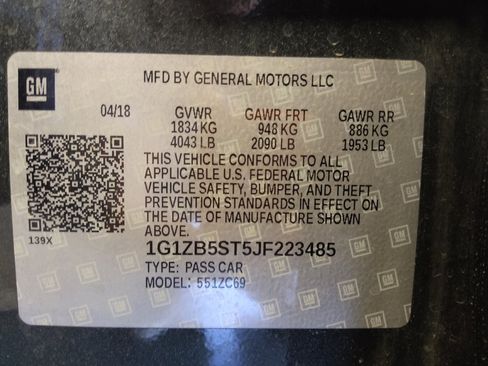 GM
MFD BY GENERAL MOTORS LLC
04/18 GVWR GAWR FRT GAWR RR
1834 KG 948 KG 886 KG
4043 LB 2090 LB 1953 LB
THIS VEHICLE CONFORMS TO ALL
APPLICABLE U.S. FEDERAL MOTOR
VEHICLE SAFETY, BUMPER, AND THEFT
PREVENTION STANDARDS IN EFFECT ON
THE DATE OF MANUFACTURE SHOWN
ABOVE.
139X
1G1ZB5ST5JF223485
TYPE: PASS CAR
MODEL: 551ZC69